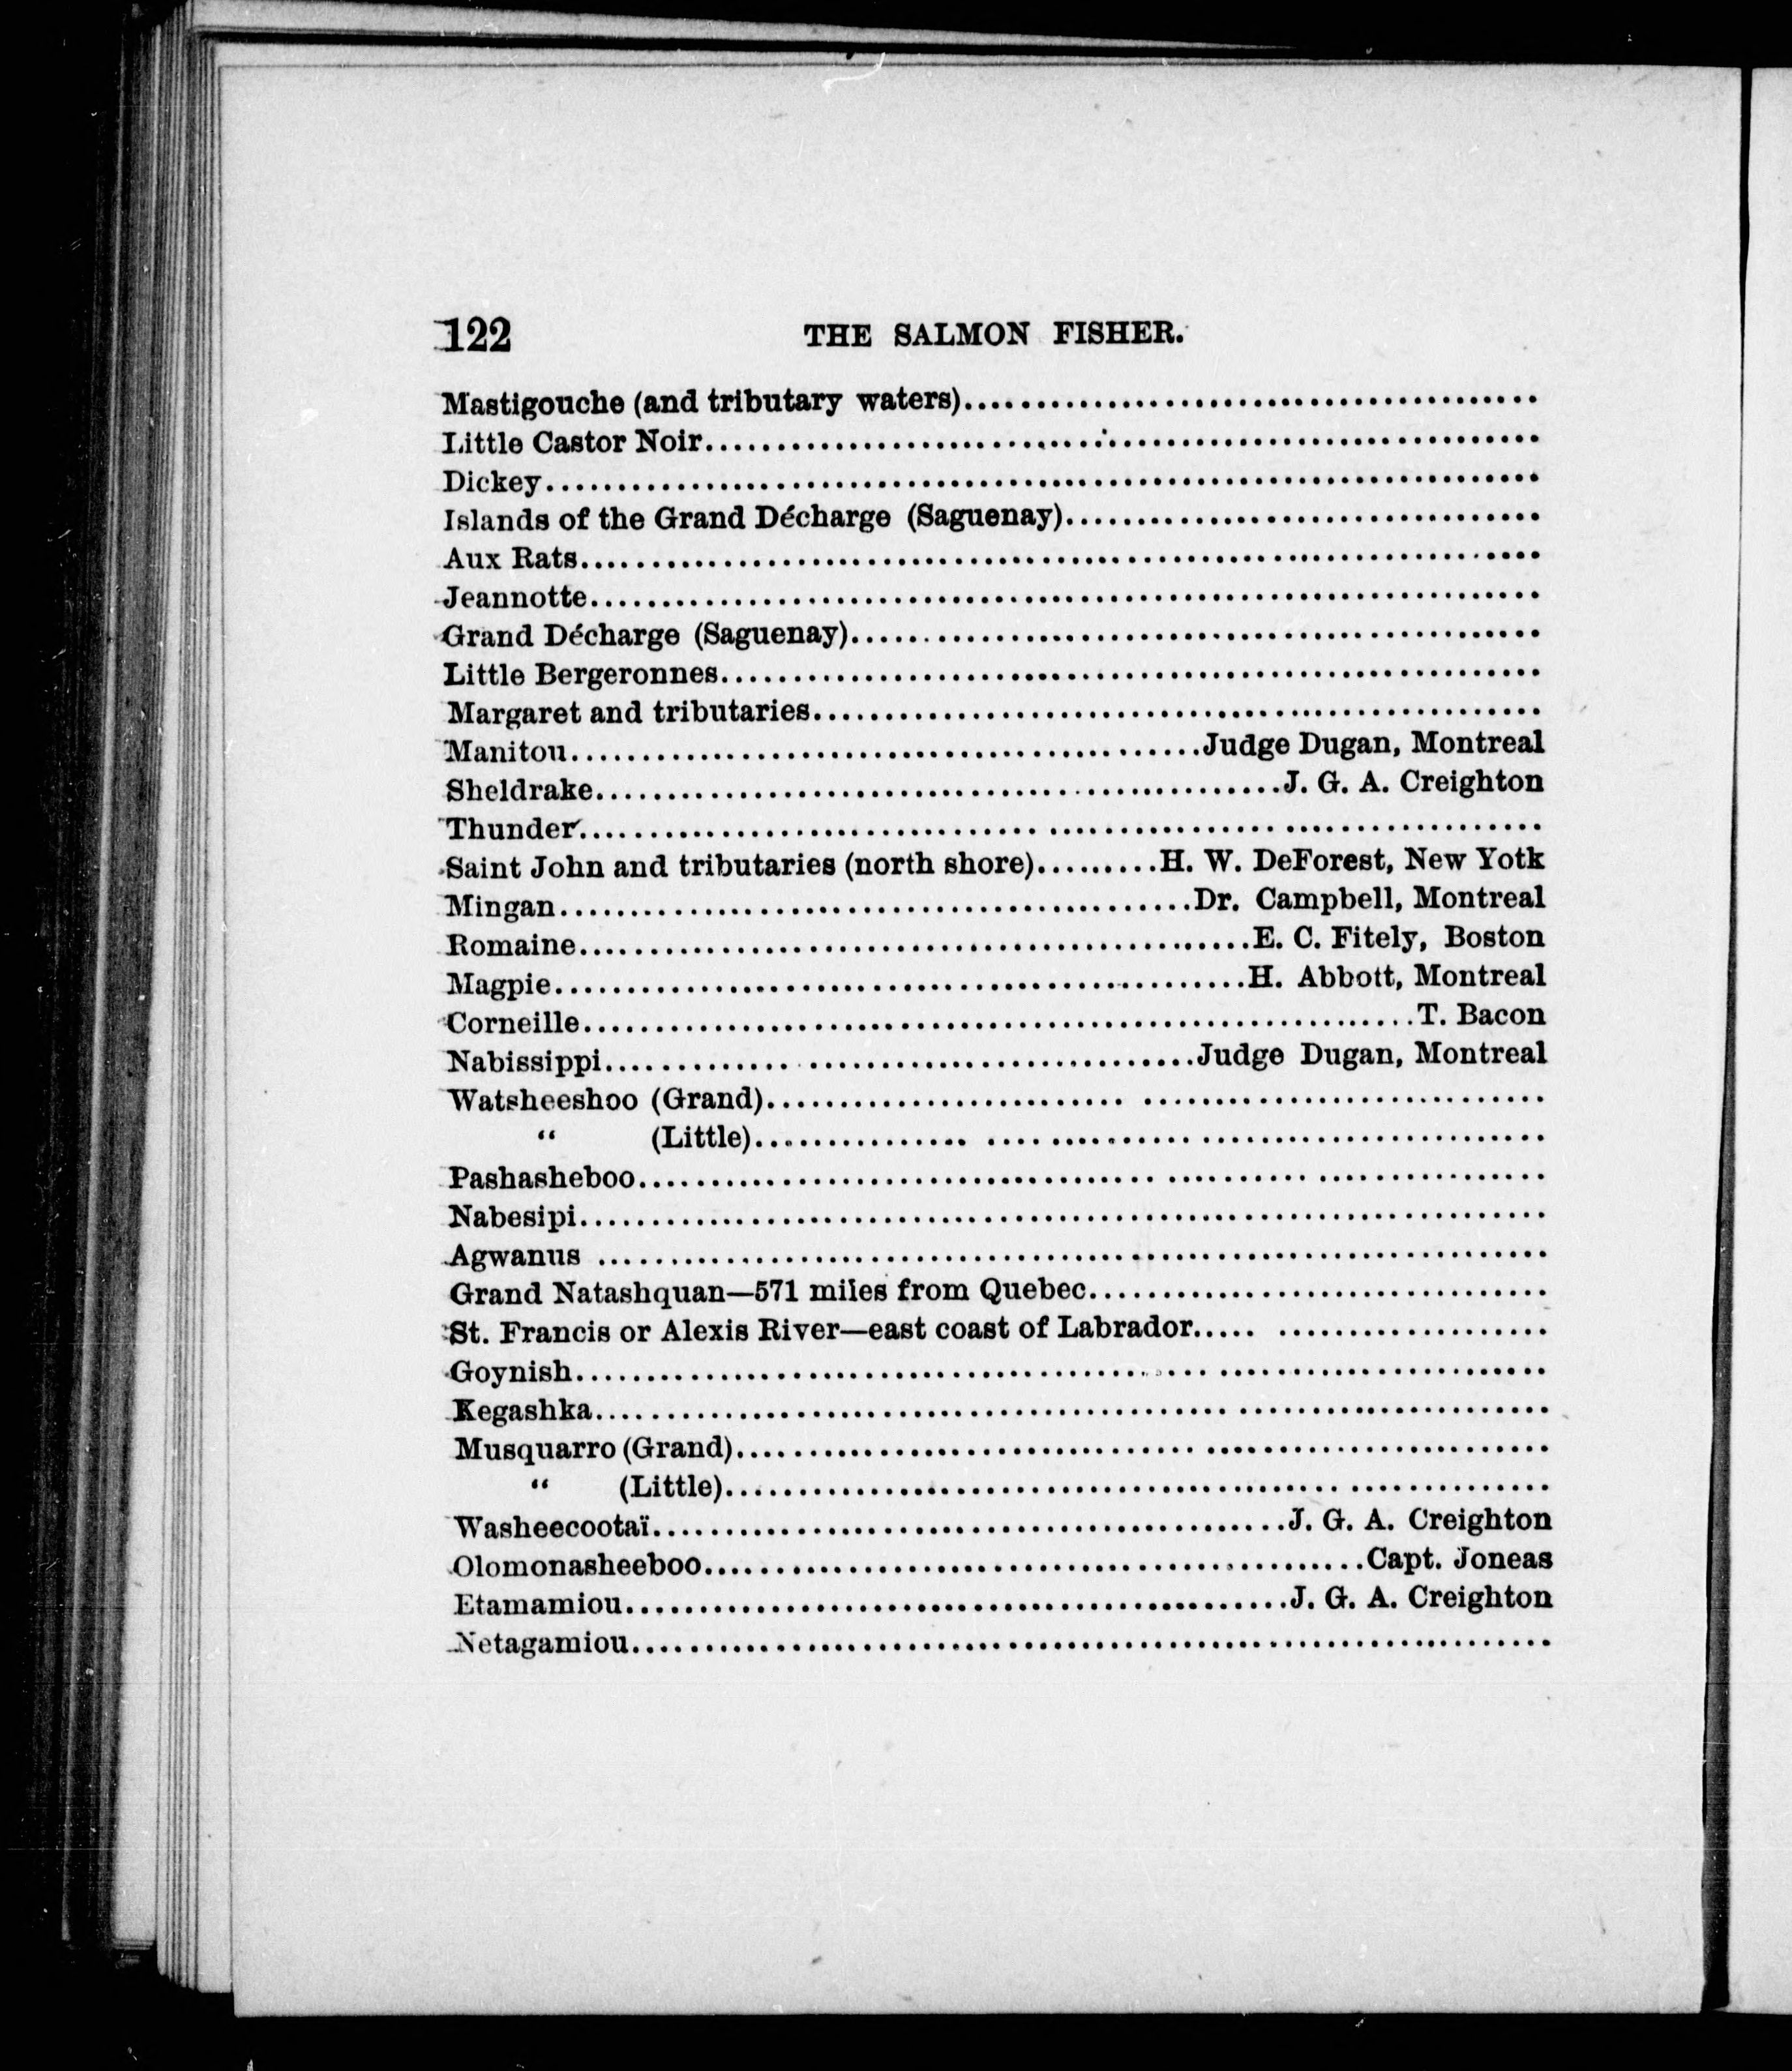 122 THE SALMON FISHER.
Mastigouche (and tributary waters)........................................
Little Castor Noir........................................
Dickey........................................
Islands of the Grand Décharge (Saguenay)........................................
Aux Rats........................................
Jeannotte........................................
Grand Décharge (Saguenay)........................................
Little Bergeronnes........................................
Margaret and tributaries........................................
Manitou........................................Judge Dugan, Montreal
Sheldrake........................................J. G. A. Creighton
Thunder........................................
Saint John and tributaries (north shore).........H. W. DeForest, New Yotk
Mingan........................................Dr. Campbell, Montreal
Romaine........................................E. C. Fitely, Boston
Magpie........................................H. Abbott, Montreal
Corneille........................................T. Bacon
Nabissippi........................................Judge Dugan, Montreal
Watsheeshoo (Grand)........................................
“ (Little)........................................
Pashasheboo........................................
Nabesipi........................................
Agwanus ........................................
Grand Natashquan—571 miles from Quebec........................................
St. Francis or Alexis River—east coast of Labrador..... ...................
Goynish........................................
Kegashka........................................
Musquarro (Grand)........................................
“ (Little)........................................
Washeecootaï........................................J. G. A. Creighton
Olomonasheeboo........................................Capt. Joneas
Etamamiou........................................J. G. A. Creighton
Netagamiou........................................